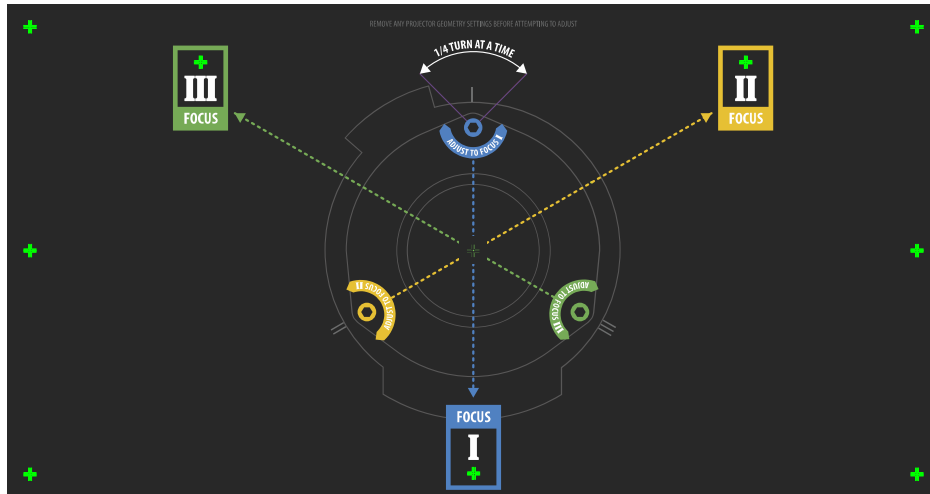 REMOVE ANY PROJECTOR GEOMETRY SETTINGS BEFORE ATTEMPTING TO ADJUST
1/4 TURN AT A TIME
III
FOCUS
II
FOCUS
ADJUST TO FOCUS I
ADJUST TO FOCUS II
ADJUST TO FOCUS III
FOCUS
I